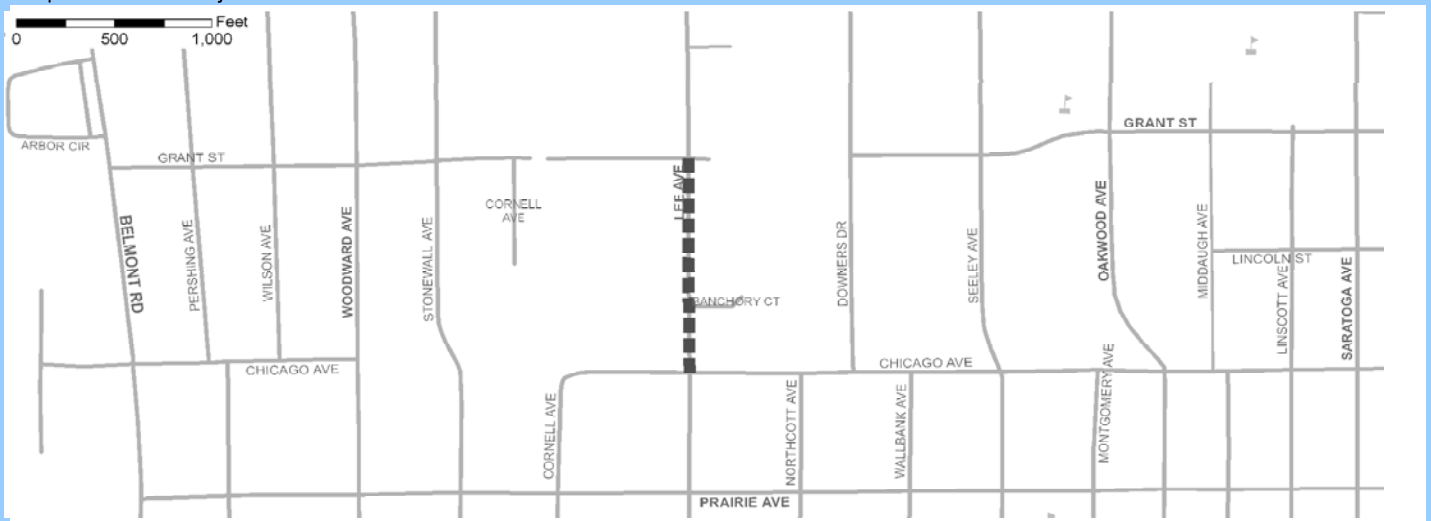 Feet
0 500 1,000
GRANT ST
ARBOR CIR
GRANT ST
LEE AVE
CORNELL
AVE
BELMONT RD
PERSHING AVE
WILSON AVE
WOODWARD AVE
STONEWALL AVE
DOWNERS DR
SEELEY AVE
OAKWOOD AVE
MIDDAUGH AVE
LINCOLN ST
LINSCOTT AVE
SARATOGA AVE
BANCHORY CT
CHICAGO AVE
CHICAGO AVE
CORNELL AVE
NORTHCOTT AVE
WALLBANK AVE
MONTGOMERY AVE
PRAIRIE AVE